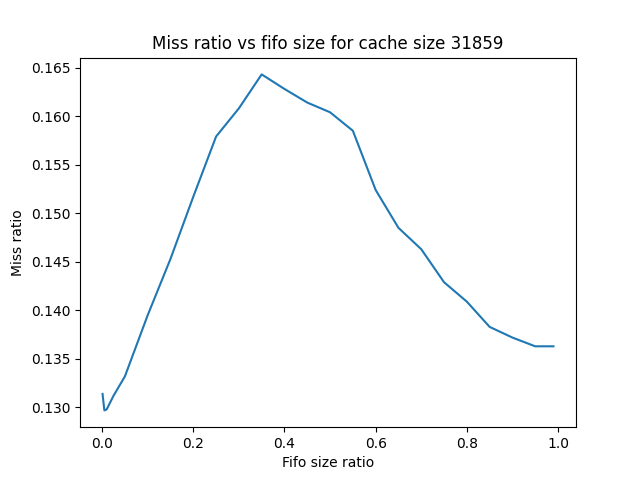 Miss ratio vs fifo size for cache size 31859
0.165
0.160
0.155
0.150
0.145
0.140
0.135
0.130
Miss ratio
0.0 0.2 0.4 0.6 0.8 1.0
Fifo size ratio